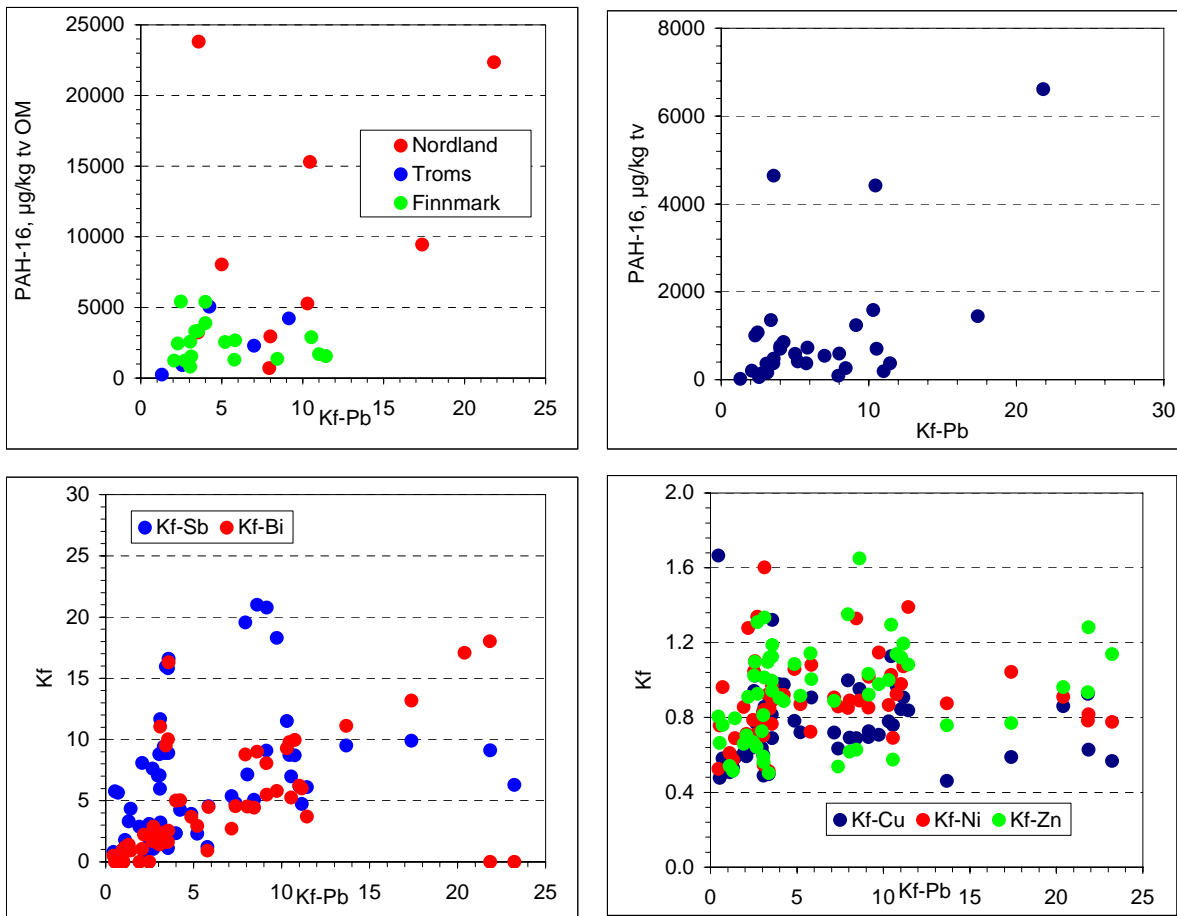 25000
20000
15000
10000
5000
0
PAH-16, µg/kg tv OM
Nordland
Troms
Finnmark
0 5 10 15 20 25
Kf-Pb
8000
6000
4000
2000
0
PAH-16, µg/kg tv
0 10 20 30
Kf-Pb
30
25
20
15
10
5
0
Kf
Kf-Sb Kf-Bi
0 5 10 15 20 25
Kf-Pb
2.0
1.6
1.2
0.8
0.4
0.0
Kf
Kf-Cu Kf-Ni Kf-Zn
0 5 10 15 20 25
Kf-Pb